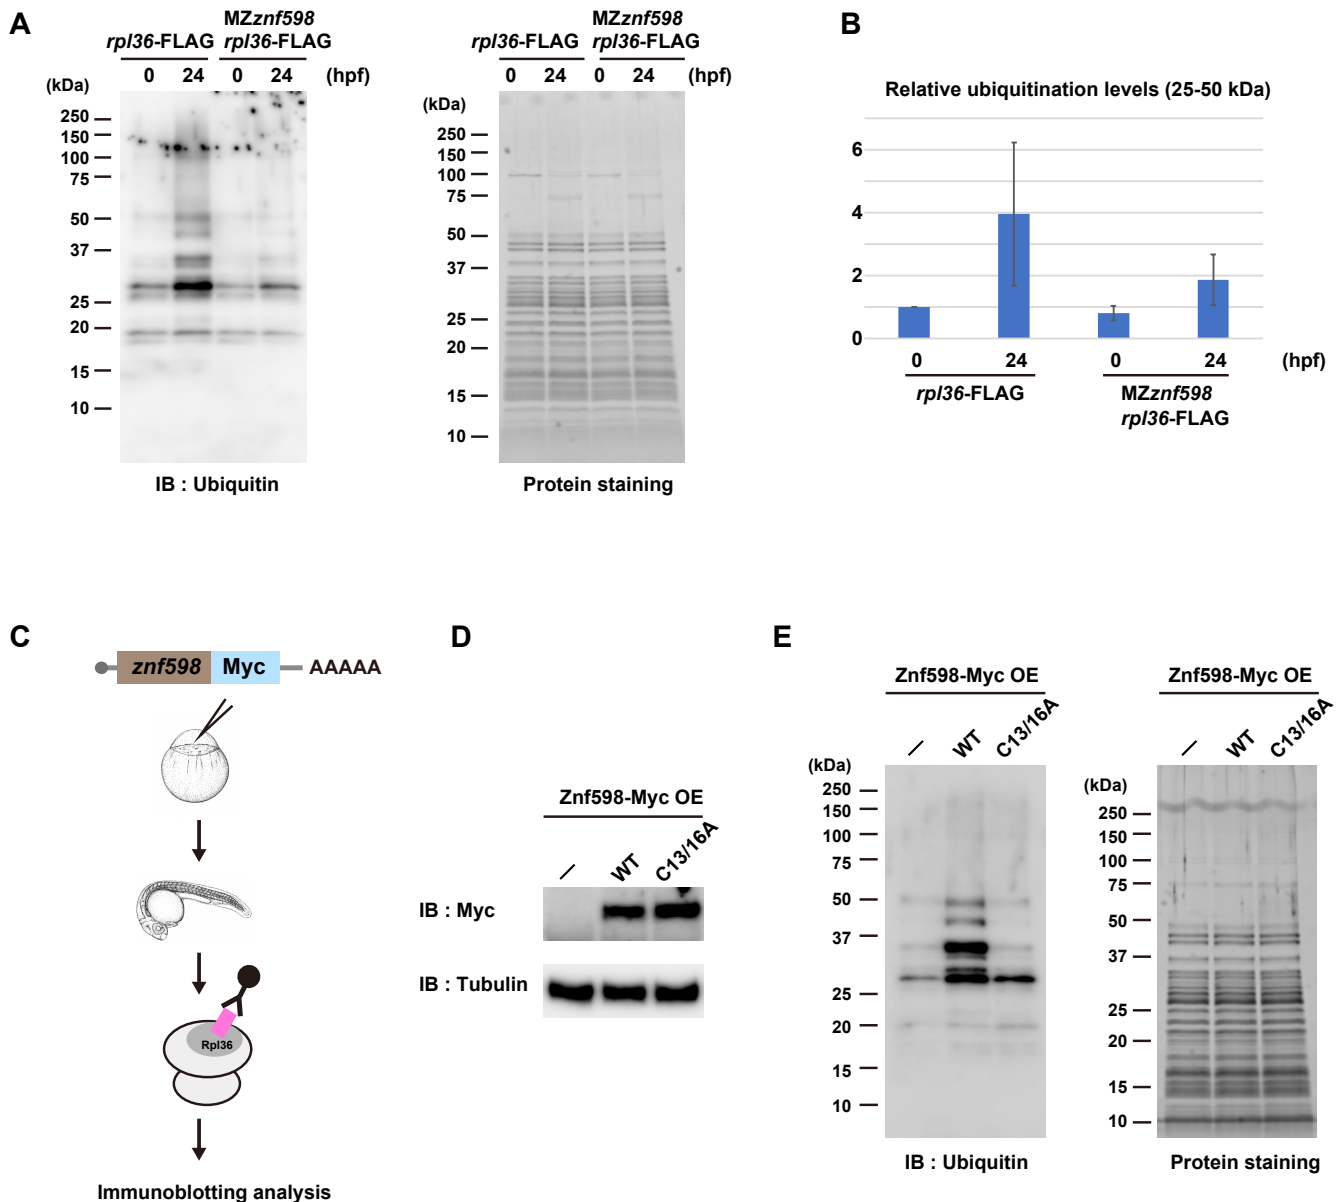 A
rpl36-FLAG
MZznf598
rpl36-FLAG
0 24 0 24 (hpf)
(kDa)
250
150
100
75
50
37
25
20
15
10
IB : Ubiquitin
rpl36-FLAG
MZznf598
rpl36-FLAG
0 24 0 24 (hpf)
(kDa)
250
150
100
75
50
37
25
20
15
10
Protein staining
B
Relative ubiquitination levels (25-50 kDa)
6
4
2
0
0 24 0 24 (hpf)
rpl36-FLAG
MZznf598
rpl36-FLAG
C
znf598 Myc AAAAA
Rpl36
Immunoblotting analysis
D
Znf598-Myc OE
– WT C13/16A
IB : Myc
IB : Tubulin
E
Znf598-Myc OE
– WT C13/16A
(kDa)
250
150
100
75
50
37
25
20
15
10
IB : Ubiquitin
Znf598-Myc OE
– WT C13/16A
(kDa)
250
150
100
75
50
37
25
20
15
10
Protein staining